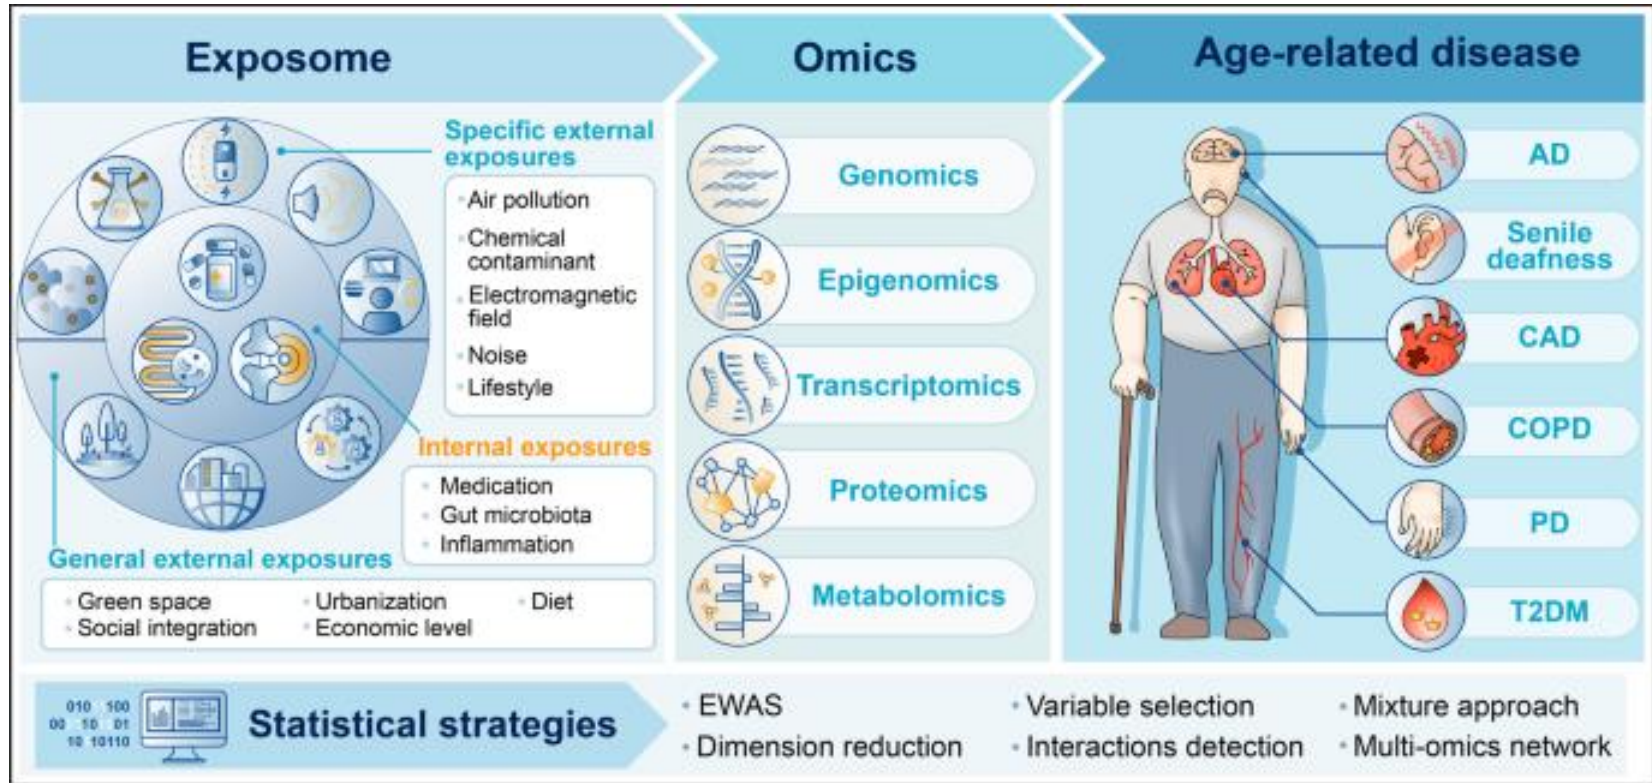 Exposome
Omics
Age-related disease
Specific external
exposures
Air pollution
Chemical
contaminant
Electromagnetic
field
Noise
Lifestyle
Internal exposures
Medication
Gut microbiota
Inflammation
General external exposures
Green space
Urbanization
Diet
Social integration
Economic level
Genomics
Epigenomics
Transcriptomics
Proteomics
Metabolomics
AD
Senile
deafness
CAD
COPD
PD
T2DM
010 100
00 10 01
10 10110
Statistical strategies
EWAS
Variable selection
Mixture approach
Dimension reduction
Interactions detection
Multi-omics network